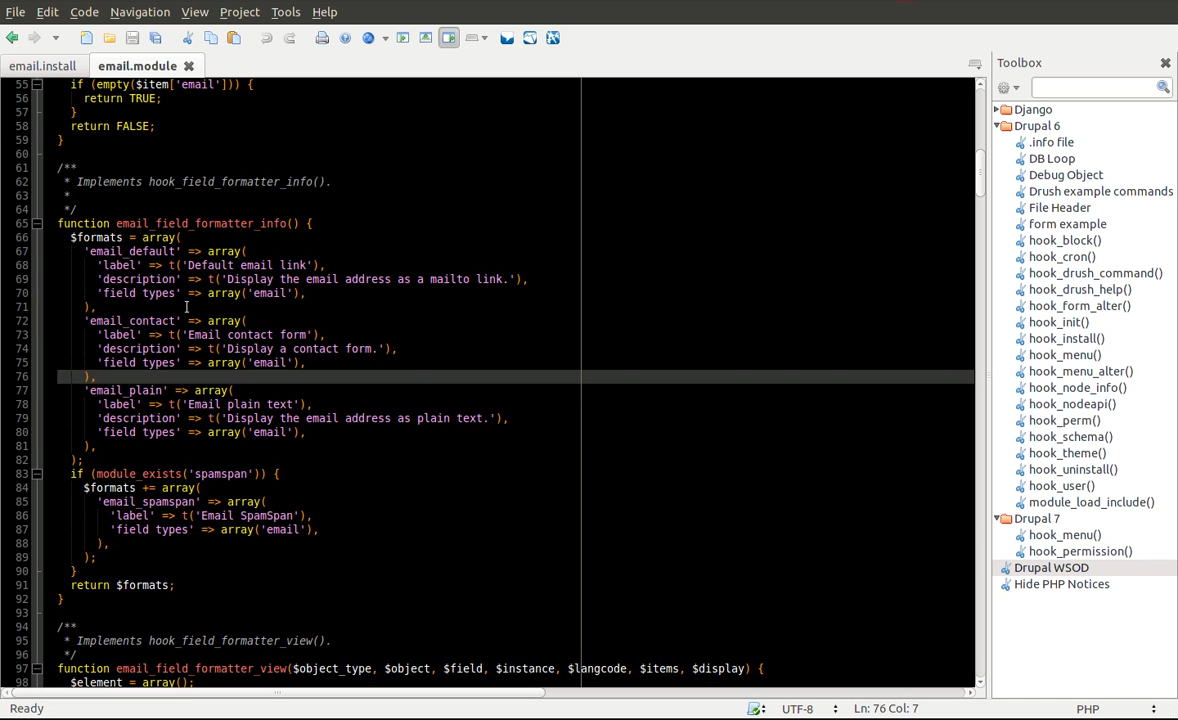 File Edit Code Navigation View Project Tools Help
email.install email.module
55 if (empty($item['email'])) {
56 return TRUE;
57 }
58 return FALSE;
59 }
60
61 /**
62 * Implements hook_field_formatter_info().
63 *
64 */
65 function email_field_formatter_info() {
66 $formats = array(
67 'email_default' => array(
68 'label' => t('Default email link'),
69 'description' => t('Display the email address as a mailto link.'),
70 'field types' => array('email'),
71 ),
72 'email_contact' => array(
73 'label' => t('Email contact form'),
74 'description' => t('Display a contact form.'),
75 'field types' => array('email'),
76 ),
77 'email_plain' => array(
78 'label' => t('Email plain text'),
79 'description' => t('Display the email address as plain text.'),
80 'field types' => array('email'),
81 ),
82 );
83 if (module_exists('spamspan')) {
84 $formats += array(
85 'email_spamspan' => array(
86 'label' => t('Email SpamSpan'),
87 'field types' => array('email'),
88 ),
89 );
90 }
91 return $formats;
92 }
93
94 /**
95 * Implements hook_field_formatter_view().
96 */
97 function email_field_formatter_view($object_type, $object, $field, $instance, $langcode, $items, $display) {
98 $element = array();
Toolbox
Django
Drupal 6
.info file
DB Loop
Debug Object
Drush example commands
File Header
form example
hook_block()
hook_cron()
hook_drush_command()
hook_drush_help()
hook_form_alter()
hook_init()
hook_install()
hook_menu()
hook_menu_alter()
hook_node_info()
hook_nodeapi()
hook_perm()
hook_schema()
hook_theme()
hook_uninstall()
hook_user()
module_load_include()
Drupal 7
hook_menu()
hook_permission()
Drupal WSOD
Hide PHP Notices
Ready UTF-8 Ln: 76 Col: 7 PHP